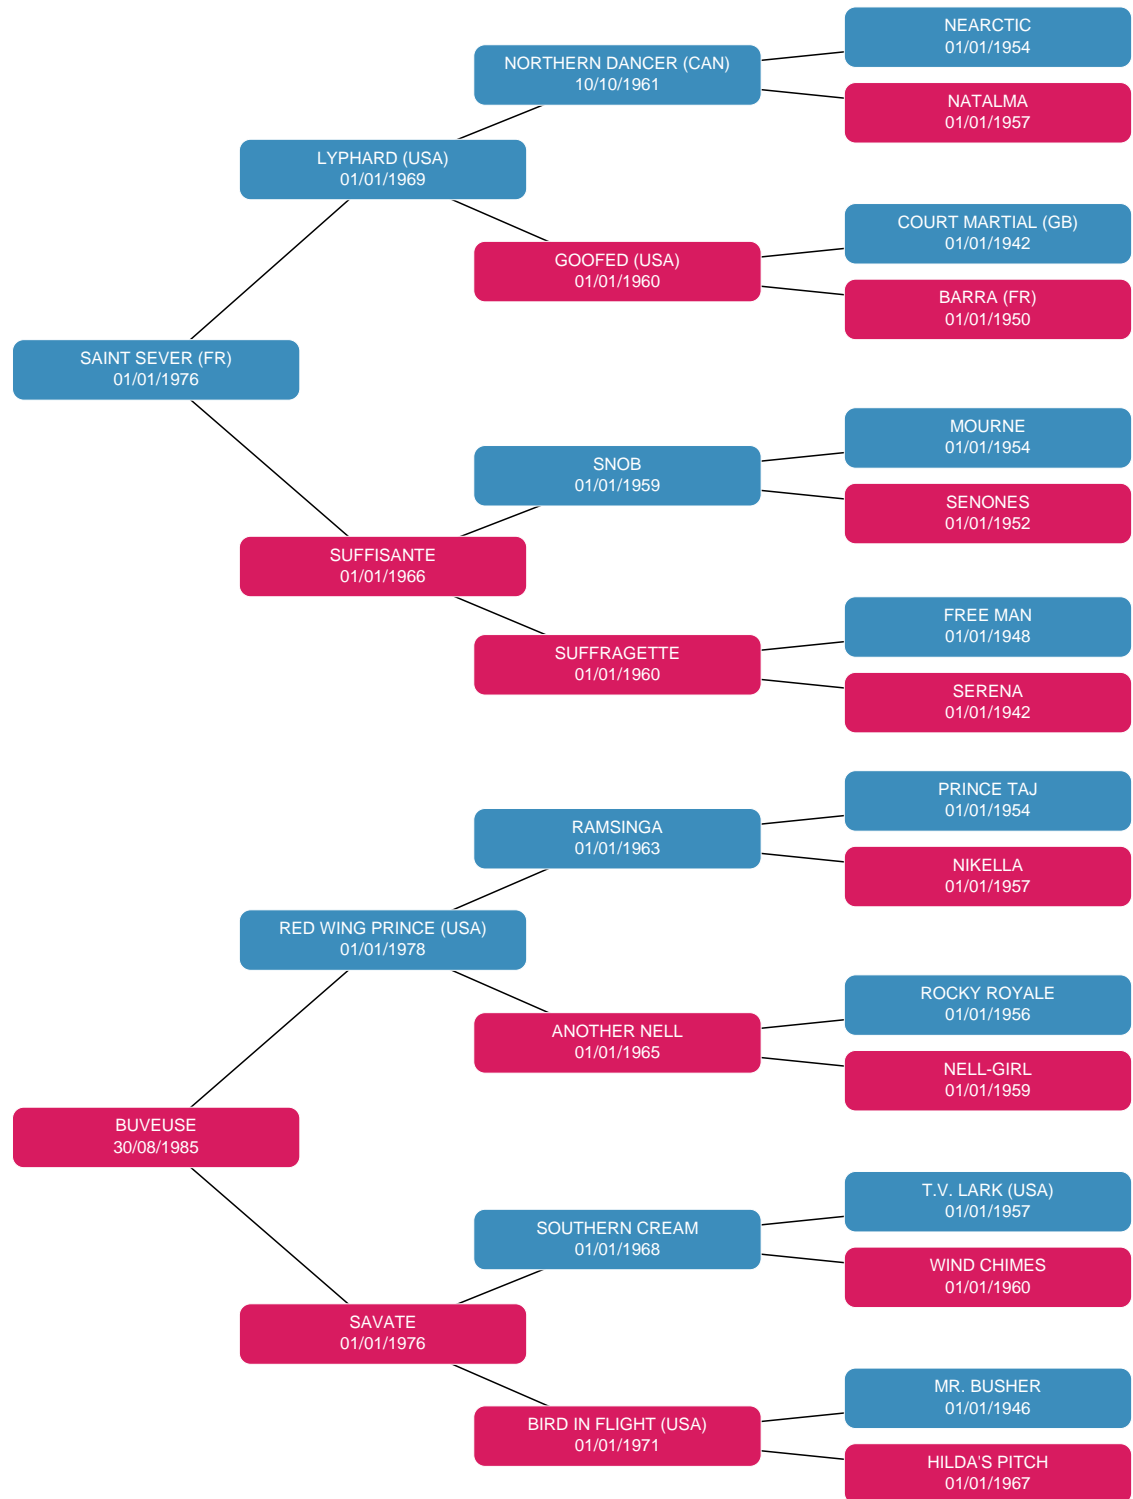 NEARCTIC
01/01/1954
NORTHERN DANCER (CAN)
10/10/1961
NATALMA
01/01/1957
LYPHARD (USA)
01/01/1969
COURT MARTIAL (GB)
01/01/1942
GOOFED (USA)
01/01/1960
BARRA (FR)
01/01/1950
SAINT SEVER (FR)
01/01/1976
MOURNE
01/01/1954
SNOB
01/01/1959
SENONES
01/01/1952
SUFFISANTE
01/01/1966
FREE MAN
01/01/1948
SUFFRAGETTE
01/01/1960
SERENA
01/01/1942
PRINCE TAJ
01/01/1954
RAMSINGA
01/01/1963
NIKELLA
01/01/1957
RED WING PRINCE (USA)
01/01/1978
ROCKY ROYALE
01/01/1956
ANOTHER NELL
01/01/1965
NELL-GIRL
01/01/1959
BUVEUSE
30/08/1985
T.V. LARK (USA)
01/01/1957
SOUTHERN CREAM
01/01/1968
WIND CHIMES
01/01/1960
SAVATE
01/01/1976
MR. BUSHER
01/01/1946
BIRD IN FLIGHT (USA)
01/01/1971
HILDA'S PITCH
01/01/1967